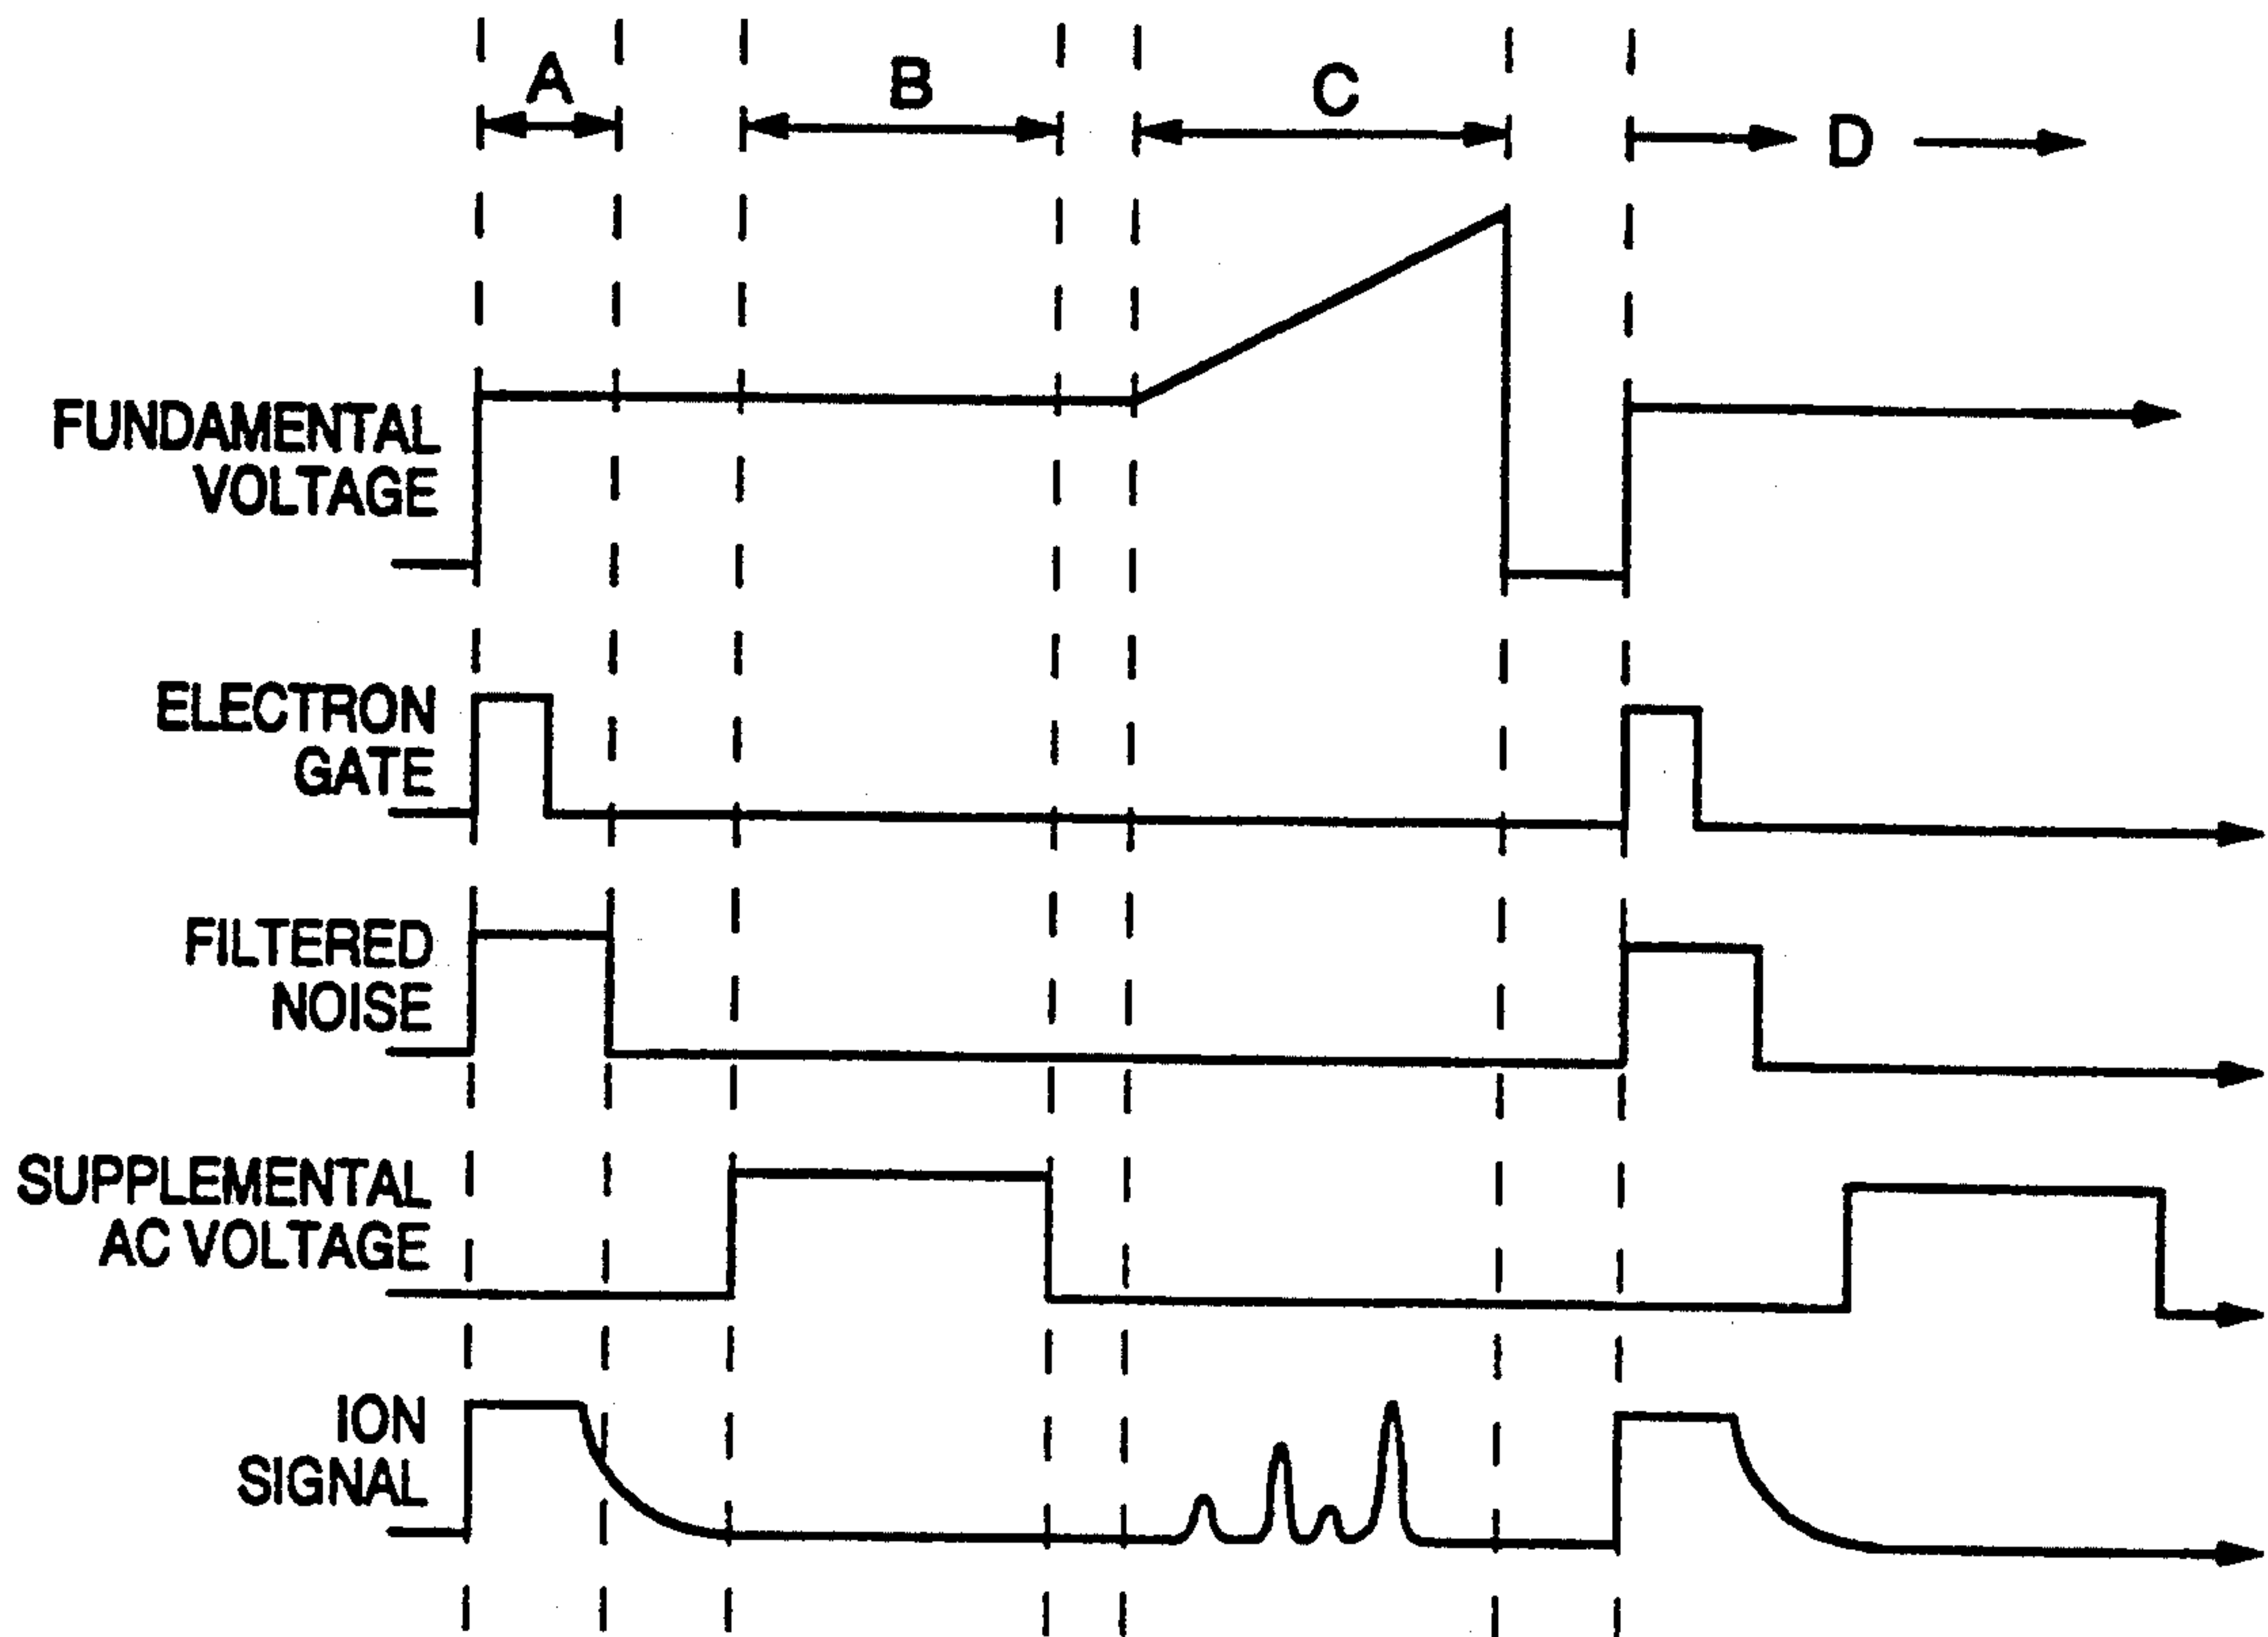 A
B
C
D
FUNDAMENTAL
VOLTAGE
ELECTRON
GATE
FILTERED
NOISE
SUPPLEMENTAL
AC VOLTAGE
ION
SIGNAL